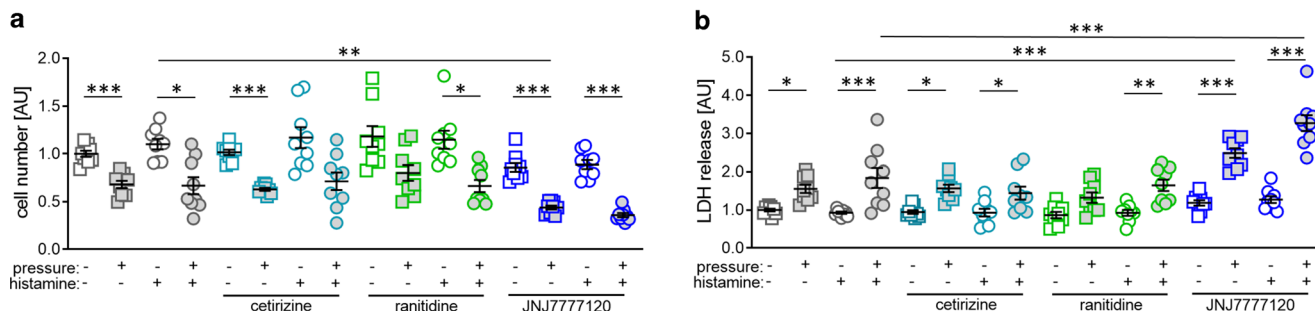 a
cell number [AU]
2.0
1.5
1.0
0.5
0.0
**
*** * *** * *** ***
pressure: - + - + - + - + - + - + - + - +
histamine: - - + + - - + + - - + + - - + +
cetirizine ranitidine JNJ7777120
b
LDH release [AU]
5.0
4.0
3.0
2.0
1.0
0.0
***
***
***
* *** * * ** ***
pressure: - + - + - + - + - + - + - + + +
histamine: - - + + - - + + - - + + - - + +
cetirizine ranitidine JNJ7777120